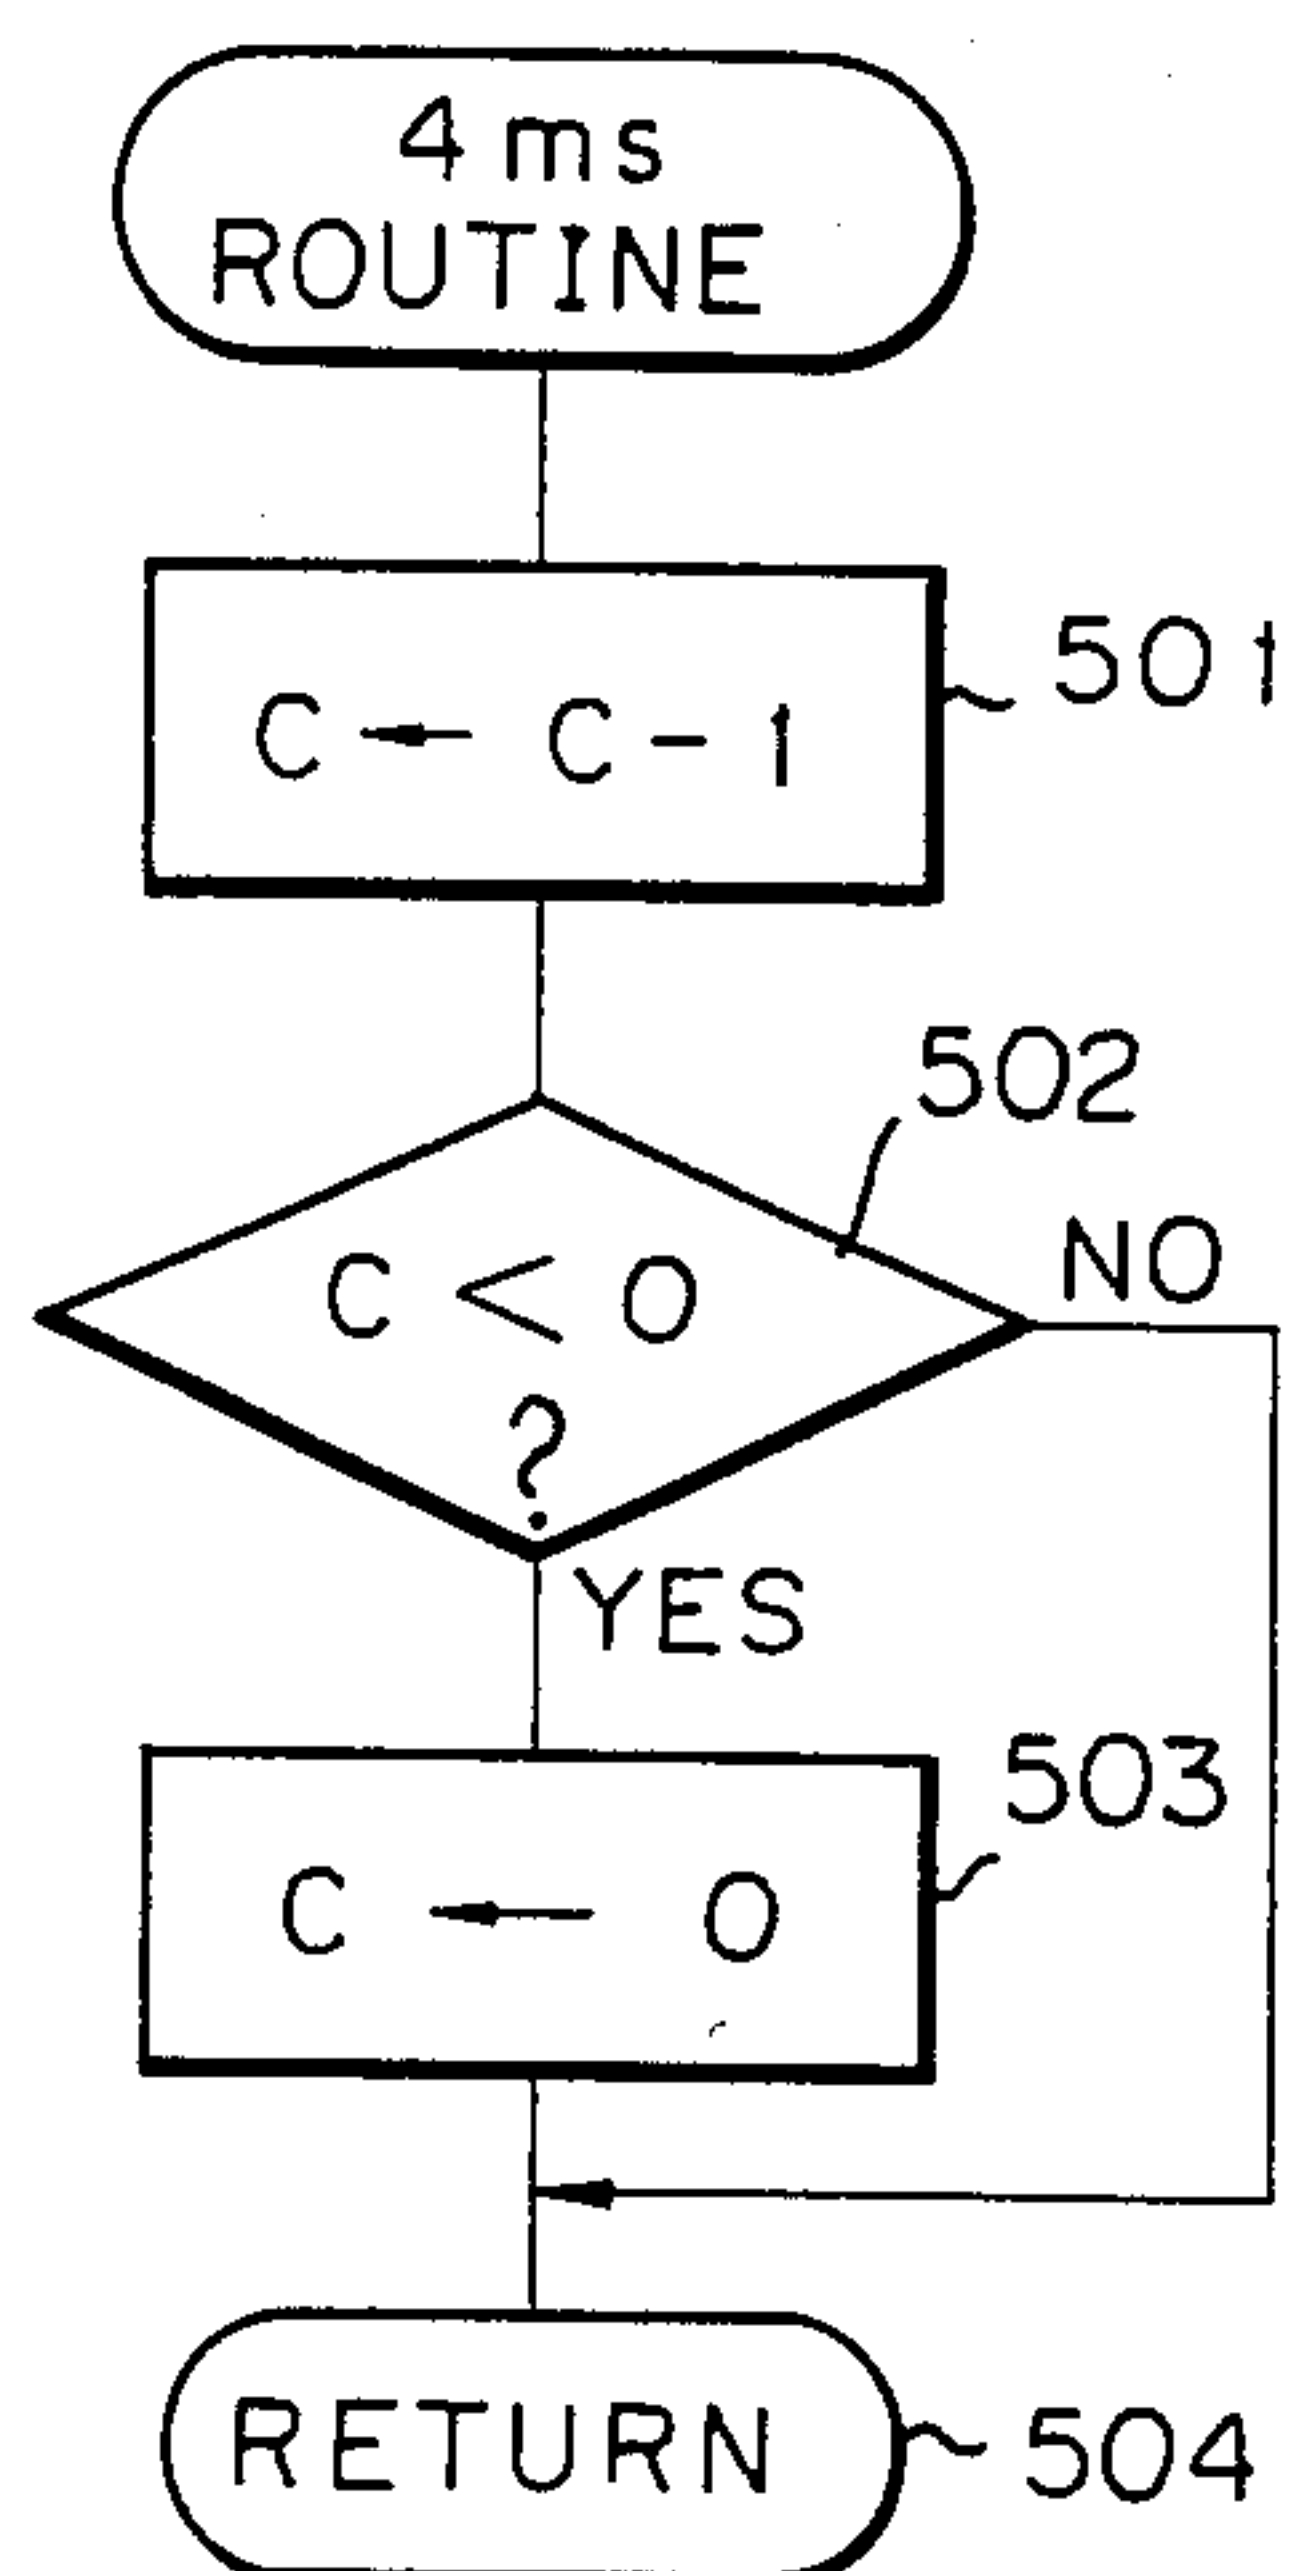 4 ms
ROUTINE
501
C ← C - 1
502
C < 0
?
NO
YES
503
C ← 0
RETURN
504